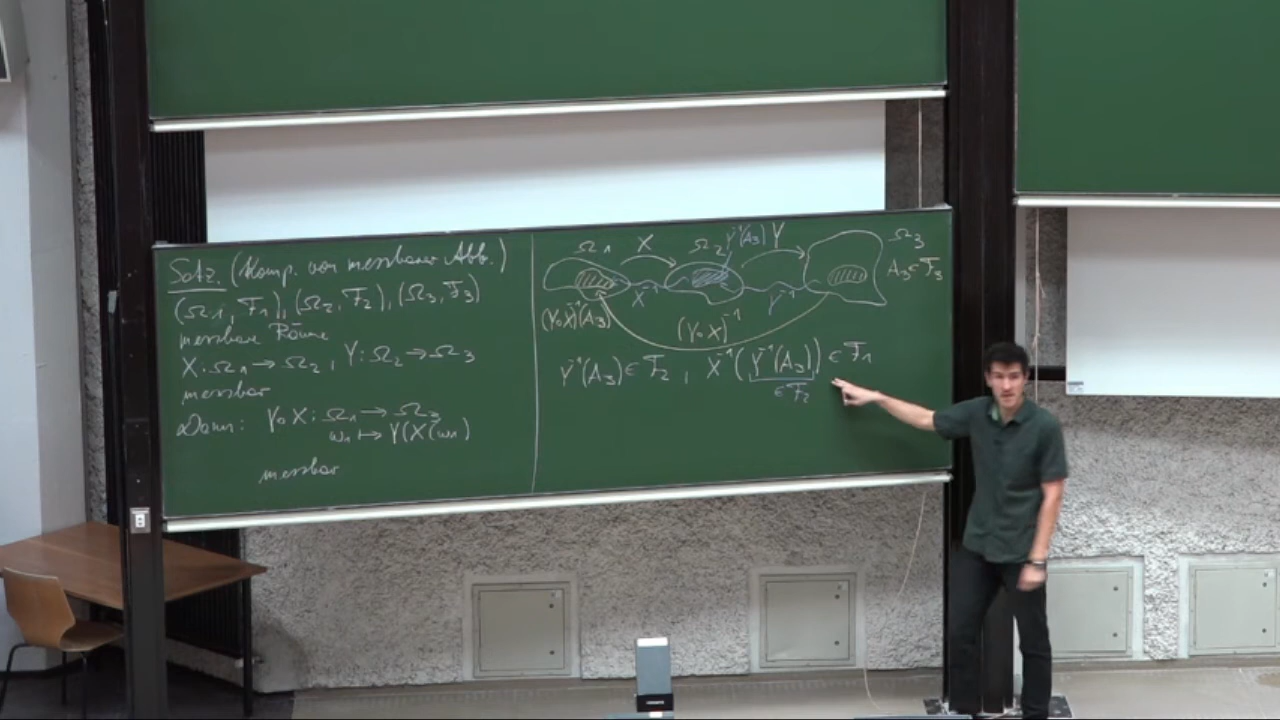 Satz. (Komp. von messbarer Abb.)
(Ω1, F1), (Ω2, F2), (Ω3, F3)
messbare Räume
X: Ω1 → Ω2, Y: Ω2 → Ω3
messbar
Dann: Y∘X: Ω1 → Ω3
ω1 ↦ Y(X(ω1)
messbar
Ω1 X Ω2 Y⁻¹(A3) Y Ω3
A3 ∈ F3
X⁻¹ Y⁻¹
(Y∘X)⁻¹(A3) (Y∘X)⁻¹
Y⁻¹(A3) ∈ F2, X⁻¹(Y⁻¹(A3)) ∈ F1
∈ F2